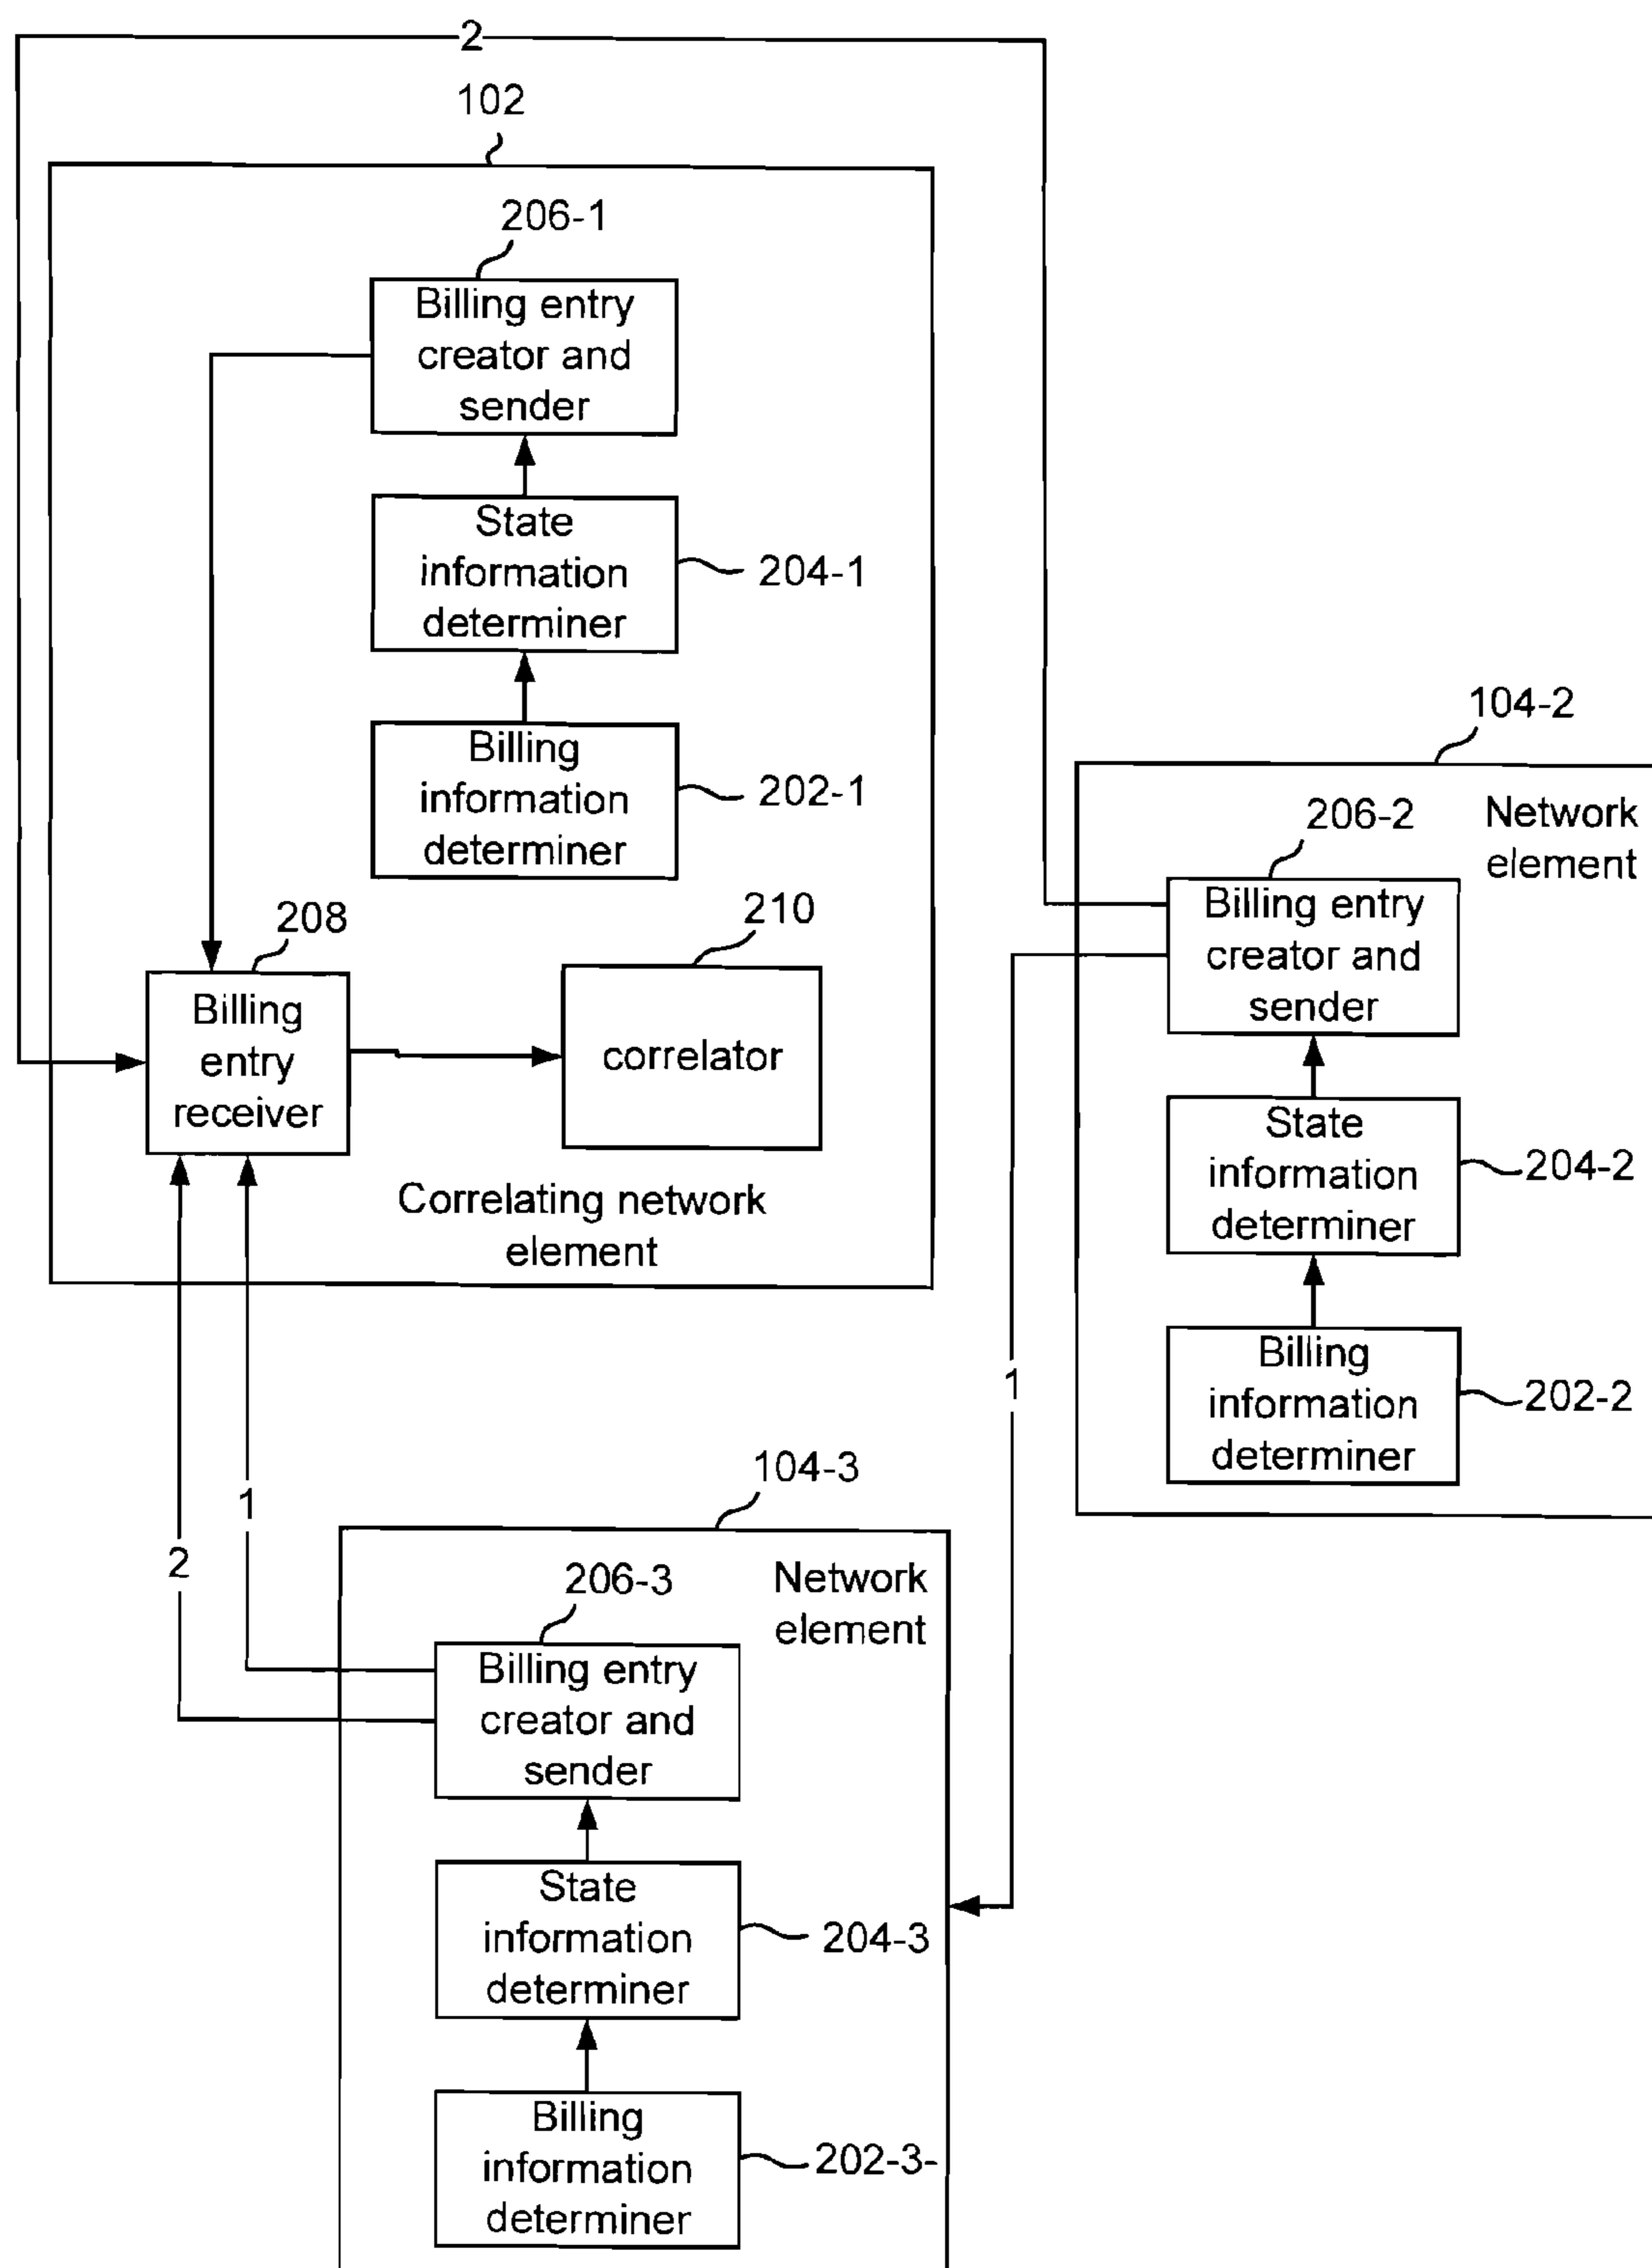 2
102
206-1
Billing entry
creator and
sender
State
information
determiner
204-1
Billing
information
determiner
202-1
208
Billing
entry
receiver
210
correlator
Correlating network
element
104-2
Network
element
206-2
Billing entry
creator and
sender
State
information
determiner
204-2
Billing
information
determiner
202-2
1
1
2
104-3
Network
element
206-3
Billing entry
creator and
sender
State
information
determiner
204-3
Billing
information
determiner
202-3-